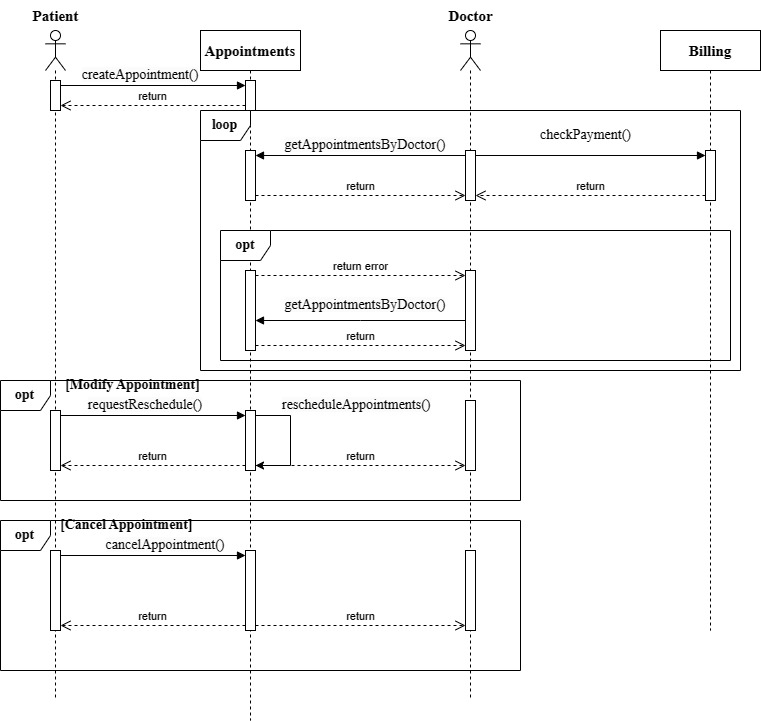 Patient
Doctor
Appointments
Billing
createAppointment()
return
loop
getAppointmentsByDoctor()
checkPayment()
return
return
opt
return error
getAppointmentsByDoctor()
return
opt
[Modify Appointment]
requestReschedule()
rescheduleAppointments()
return
return
opt
[Cancel Appointment]
cancelAppointment()
return
return